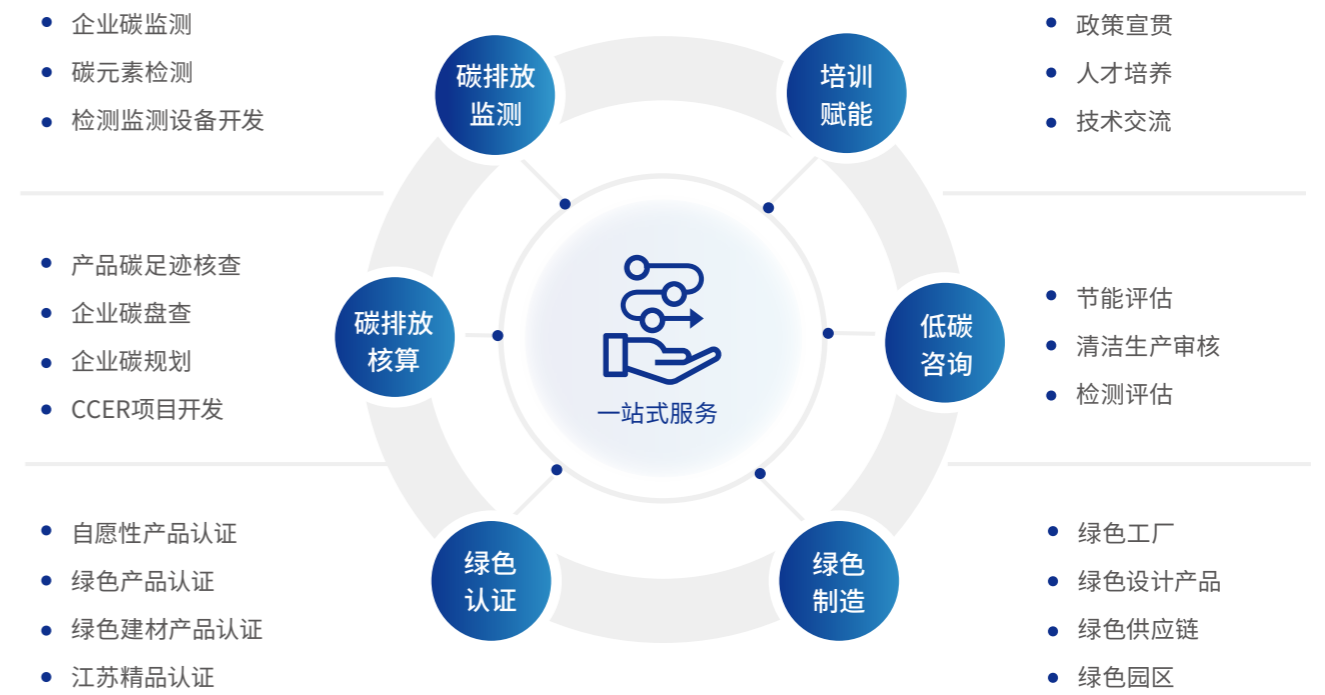 企业碳监测
碳元素检测
检测监测设备开发
碳排放
监测
培训
赋能
政策宣贯
人才培养
技术交流
产品碳足迹核查
企业碳盘查
企业碳规划
CCER项目开发
碳排放
核算
一站式服务
低碳
咨询
节能评估
清洁生产审核
检测评估
自愿性产品认证
绿色产品认证
绿色建材产品认证
江苏精品认证
绿色
认证
绿色
制造
绿色工厂
绿色设计产品
绿色供应链
绿色园区